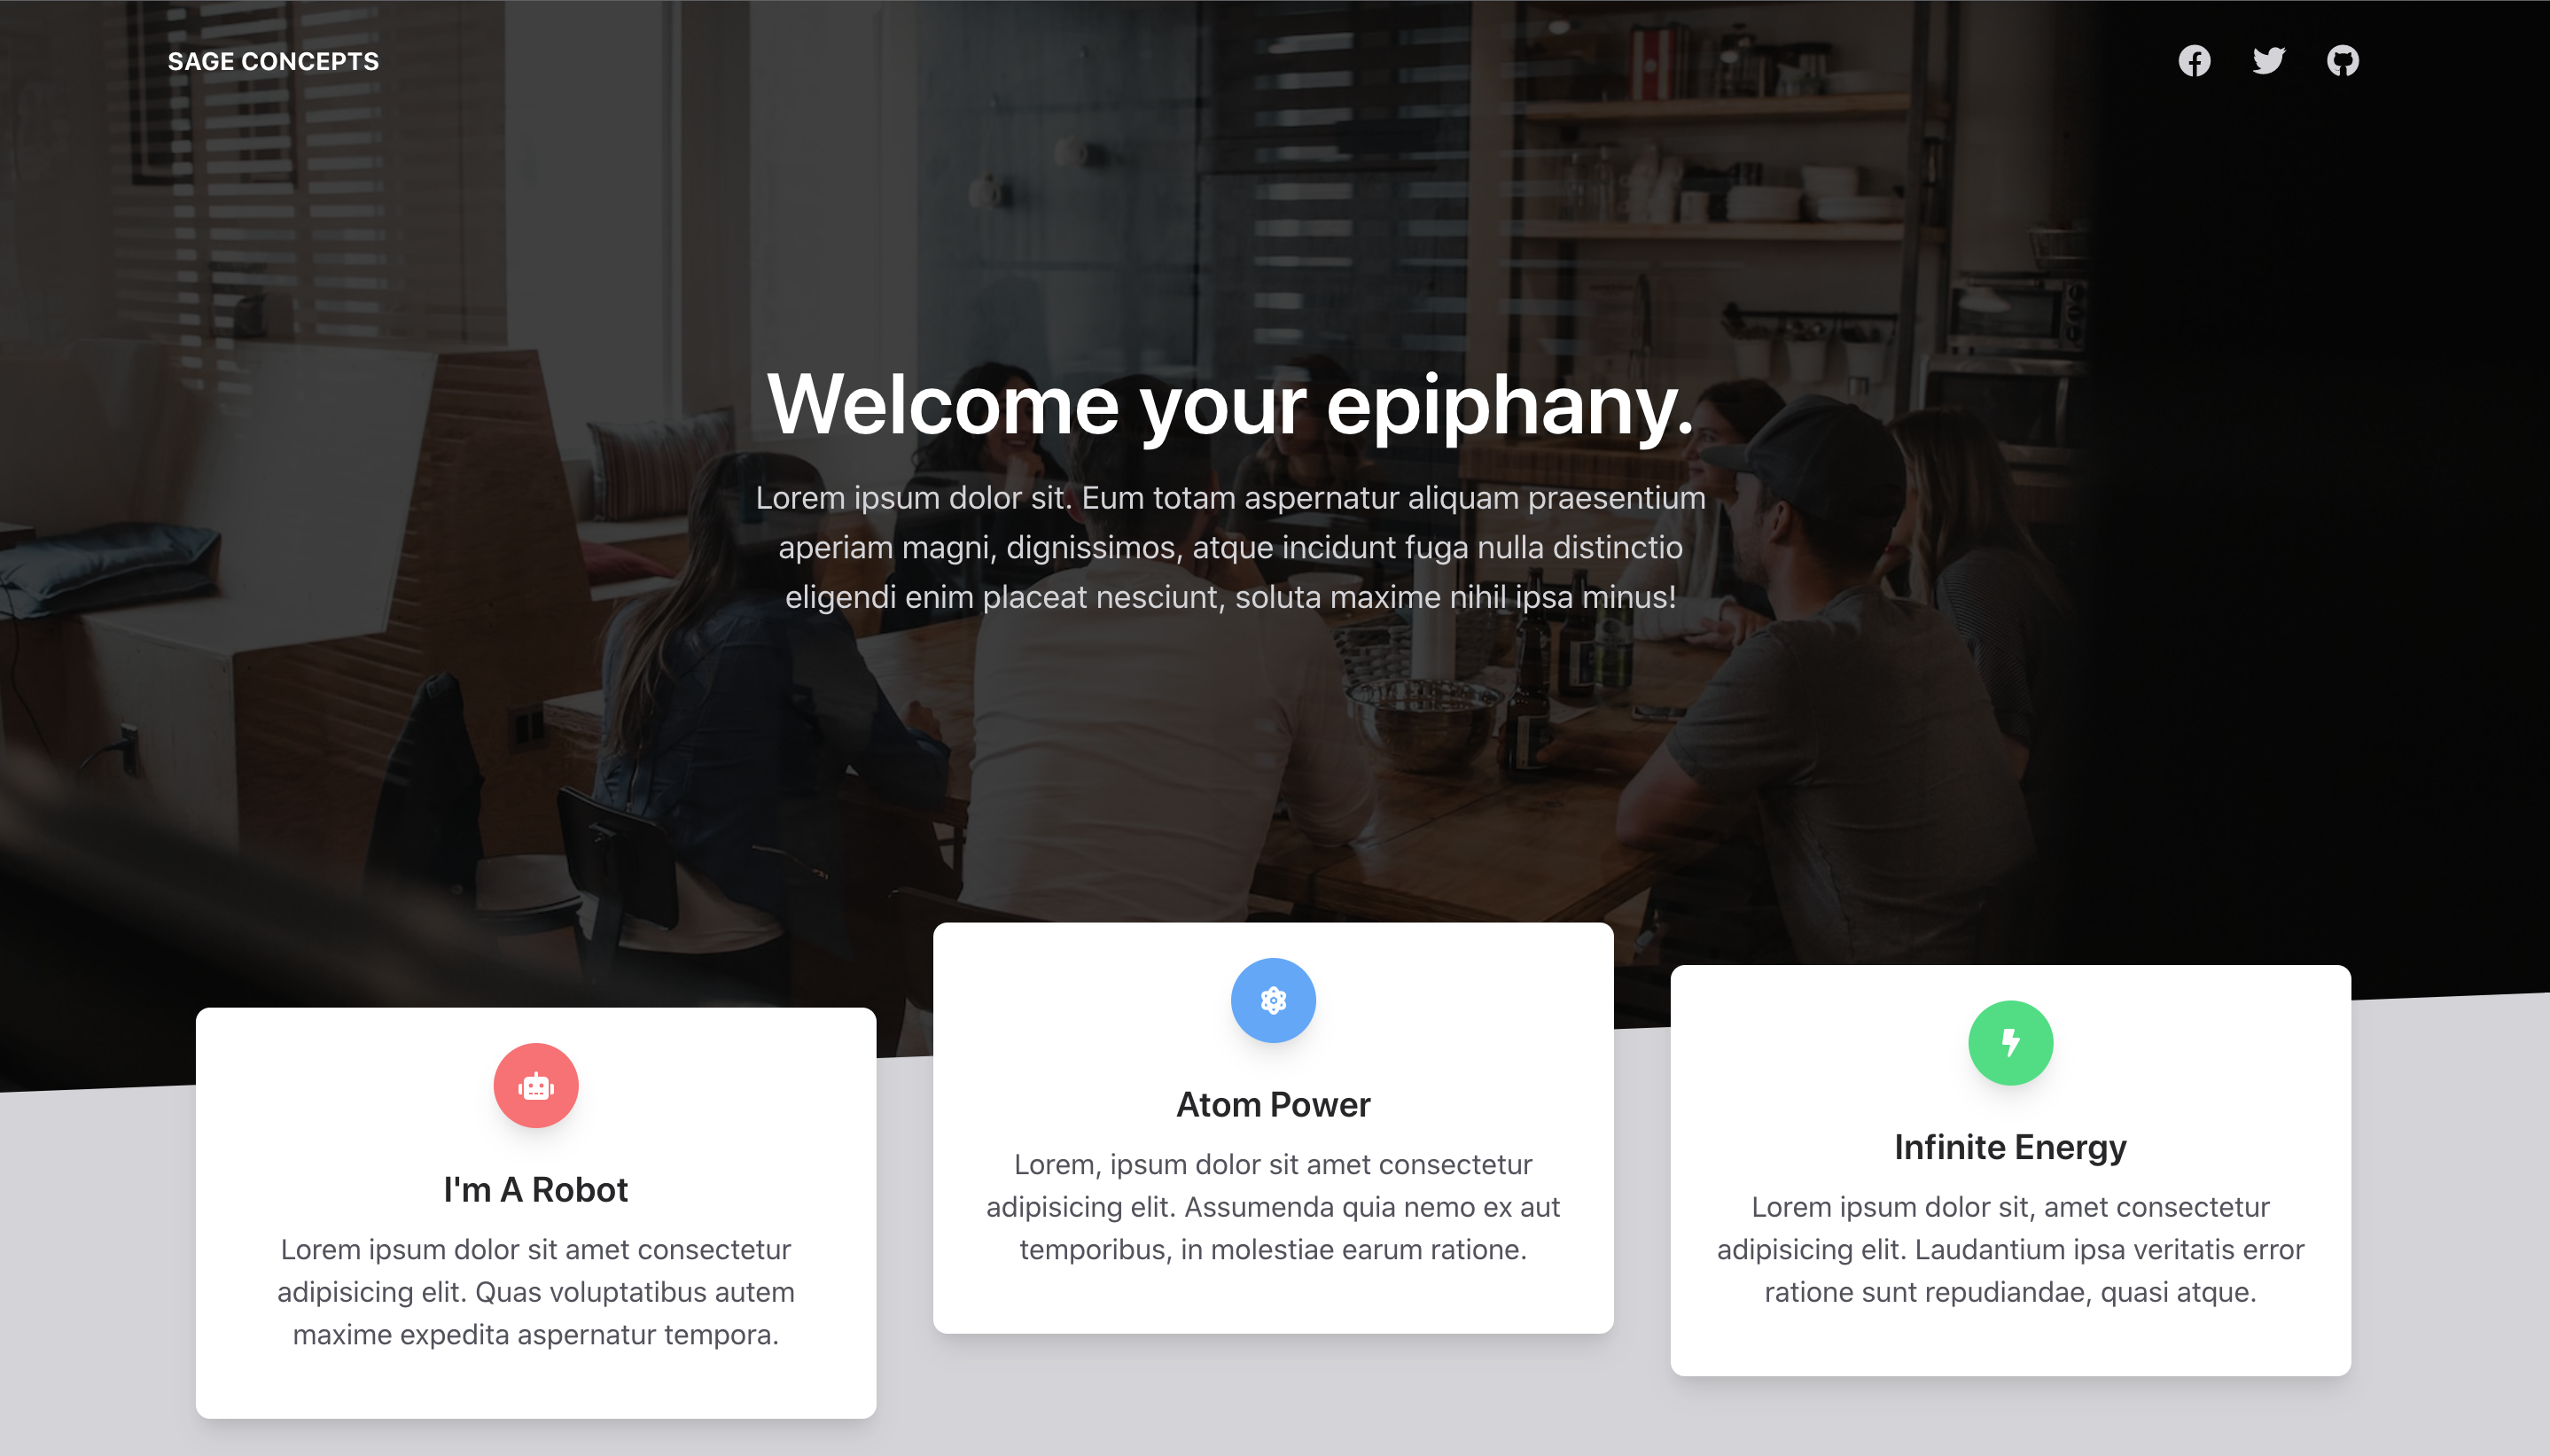 SAGE CONCEPTS
Welcome your epiphany.
Lorem ipsum dolor sit. Eum totam aspernatur aliquam praesentium
aperiam magni, dignissimos, atque incidunt fuga nulla distinctio
eligendi enim placeat nesciunt, soluta maxime nihil ipsa minus!
I'm A Robot
Lorem ipsum dolor sit amet consectetur
adipisicing elit. Quas voluptatibus autem
maxime expedita aspernatur tempora.
Atom Power
Lorem, ipsum dolor sit amet consectetur
adipisicing elit. Assumenda quia nemo ex aut
temporibus, in molestiae earum ratione.
Infinite Energy
Lorem ipsum dolor sit, amet consectetur
adipisicing elit. Laudantium ipsa veritatis error
ratione sunt repudiandae, quasi atque.